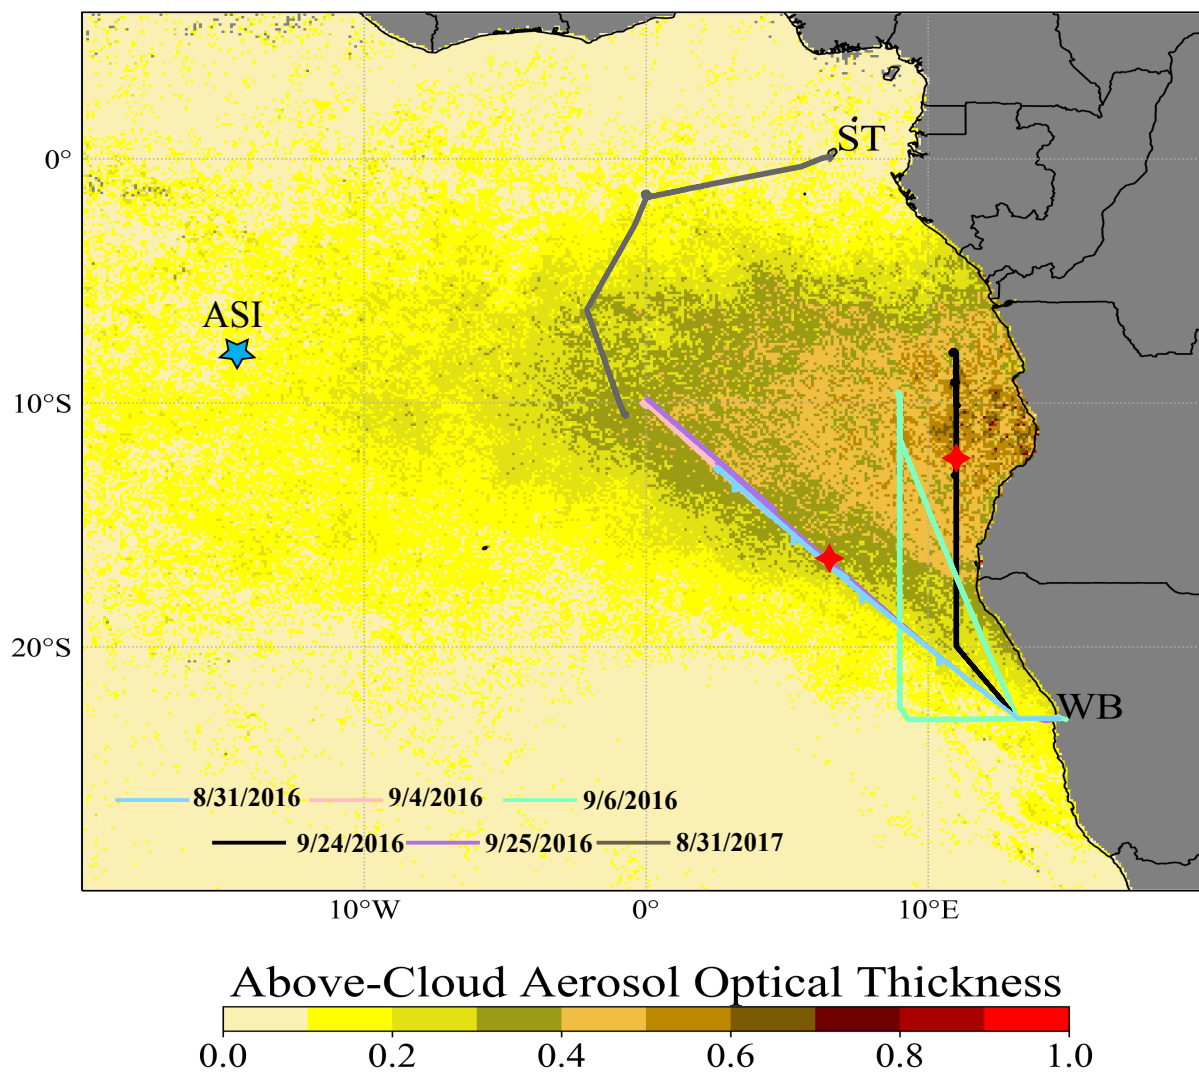 ST
0°
ASI
10°S
20°S
WB
8/31/2016 9/4/2016 9/6/2016
9/24/2016 9/25/2016 8/31/2017
10°W 0° 10°E
Above-Cloud Aerosol Optical Thickness
0.0 0.2 0.4 0.6 0.8 1.0